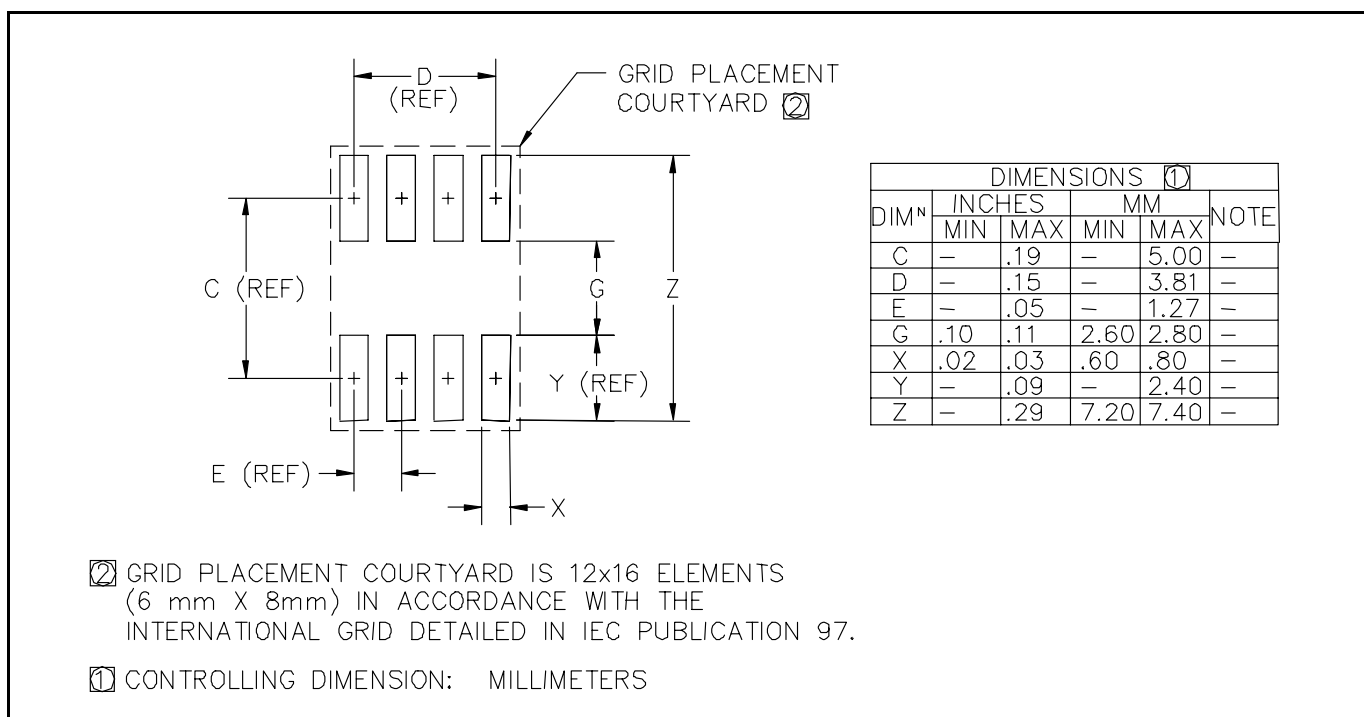 D
(REF)
GRID PLACEMENT
COURTYARD ②
C (REF)
G
Z
Y (REF)
E (REF)
X
DIMENSIONS ①
DIMᴺ INCHES MM NOTE
MIN MAX MIN MAX
C – .19 – 5.00 –
D – .15 – 3.81 –
E – .05 – 1.27 –
G .10 .11 2.60 2.80 –
X .02 .03 .60 .80 –
Y – .09 – 2.40 –
Z – .29 7.20 7.40 –
② GRID PLACEMENT COURTYARD IS 12x16 ELEMENTS
(6 mm X 8mm) IN ACCORDANCE WITH THE
INTERNATIONAL GRID DETAILED IN IEC PUBLICATION 97.
① CONTROLLING DIMENSION: MILLIMETERS